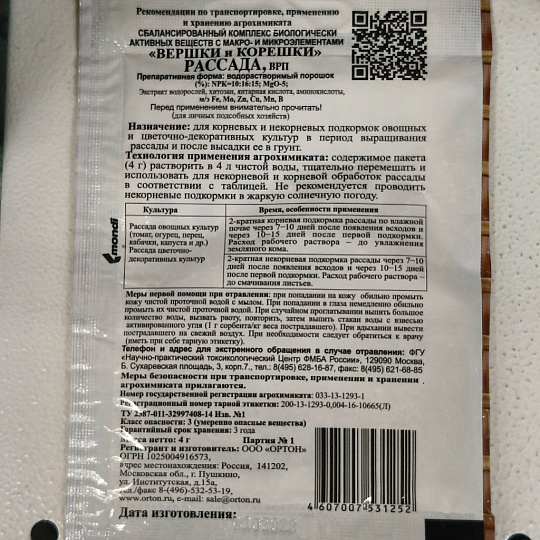 Рекомендации по транспортировке, применению
и хранению агрохимиката
СБАЛАНСИРОВАННЫЙ КОМПЛЕКС БИОЛОГИЧЕСКИ
АКТИВНЫХ ВЕЩЕСТВ С МАКРО- И МИКРОЭЛЕМЕНТАМИ
«ВЕРШКИ и КОРЕШКИ»
РАССАДА, ВРП
Препаративная форма: водорастворимый порошок
(%): NPK=10:16:15; MgO-5;
Экстракт водорослей, хитозан, янтарная кислота, аминокислоты,
м/э Fe, Mo, Zn, Cu, Mn, B
Перед применением внимательно прочитать!
(для личных подсобных хозяйств)
Назначение: для корневых и некорневых подкормок овощных
и цветочно-декоративных культур в период выращивания
рассады и после высадки ее в грунт.
Технология применения агрохимиката: содержимое пакета
(4 г) растворить в 4 л чистой воды, тщательно перемешать и
использовать для некорневой и корневой обработок рассады
в соответствии с таблицей. Не рекомендуется проводить
некорневые подкормки в жаркую солнечную погоду.
Культура
Время, особенности применения
Рассада овощных культур
(томат, огурец, перец,
кабачки, капуста и др.)
Рассада цветочно-
декоративных культур
2-кратная корневая подкормка рассады по влажной
почве через 7–10 дней после появления всходов и
через 10–15 дней после первой подкормки.
Расход рабочего раствора – до увлажнения
земляного кома.
2-кратная некорневая подкормка рассады через 7–10
дней после появления всходов и через 10–15 дней
после первой подкормки. Расход рабочего раствора-
до смачивания листьев.
mondi
Меры первой помощи при отравлении: при попадании на кожу обильно промыть
кожу чистой проточной водой с мылом. При попадании в глаза немедленно обильно
промыть их чистой проточной водой. При случайном проглатывании выпить большое
количество воды, вызвать рвоту, повторить, затем выпить стакан воды с взвесью
активированного угля (1 г сорбента/кг веса пострадавшего). При вдыхании вывести
пострадавшего на свежий воздух. При необходимости следует обратиться к врачу
(иметь при себе тарную этикетку).
Телефон и адрес для экстренного обращения в случае отравления: ФГУ
«Научно-практический токсикологический Центр ФМБА России», 129090 Москва,
Б. Сухаревская площадь, 3, корп.7, тел.: 8(495) 628-16-87, факс: 8(495) 621-68-85
Меры безопасности при транспортировке, применении и хранении
агрохимиката прилагаются.
Номер государственной регистрации агрохимиката: 033-13-1293-1
Регистрационный номер тарной этикетки: 200-13-1293-0,004-16-10665(Л)
ТУ 2387-011-32997408-14 Изв. №1
Класс опасности: 3 (умеренно опасные вещества)
Гарантийный срок хранения: 3 года
Масса нетто: 4 г Партия № 1
Регистрант и изготовитель: ООО «ОРТОН»
ОГРН 1025004916573,
адрес местонахождения: Россия, 141202,
Московская обл., г. Пушкино,
ул. Институтская, д.15а,
тел./факс 8-(496)-532-53-19,
www.orton.ru, e-mail: sale@orton.ru
Дата изготовления:
4607007531252